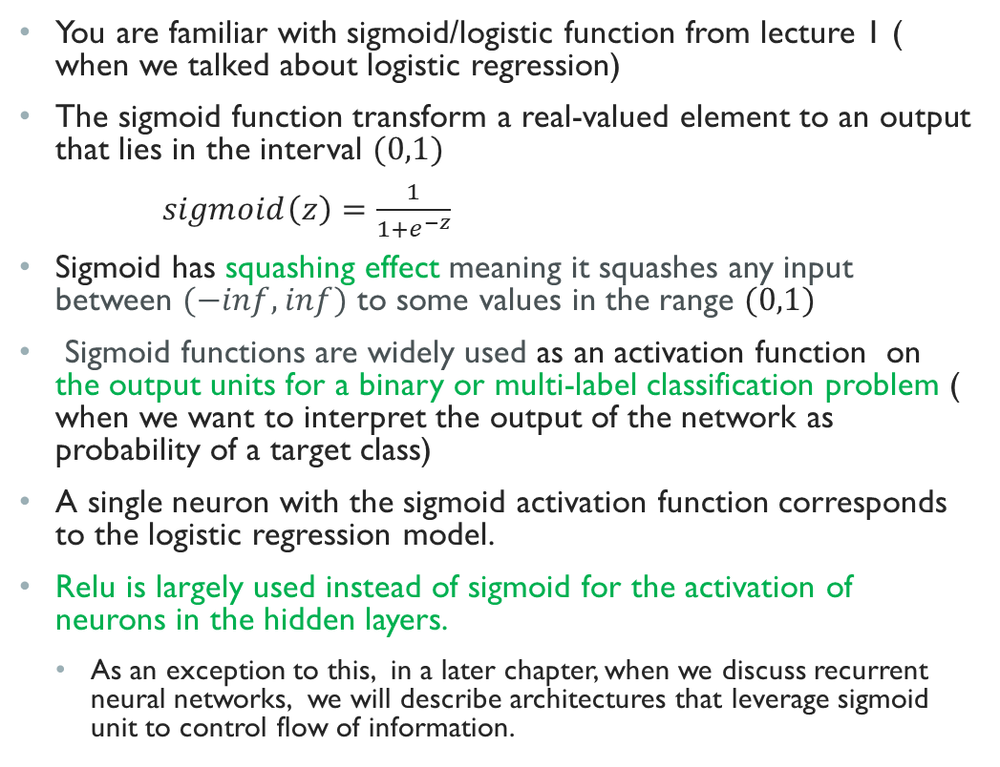 • You are familiar with sigmoid/logistic function from lecture 1 (
when we talked about logistic regression)
• The sigmoid function transform a real-valued element to an output
that lies in the interval (0,1)
sigmoid(z) = 1/(1+e^{-z})
• Sigmoid has squashing effect meaning it squashes any input
between (−inf, inf) to some values in the range (0,1)
• Sigmoid functions are widely used as an activation function on
the output units for a binary or multi-label classification problem (
when we want to interpret the output of the network as
probability of a target class)
• A single neuron with the sigmoid activation function corresponds
to the logistic regression model.
• Relu is largely used instead of sigmoid for the activation of
neurons in the hidden layers.
• As an exception to this, in a later chapter, when we discuss recurrent
neural networks, we will describe architectures that leverage sigmoid
unit to control flow of information.